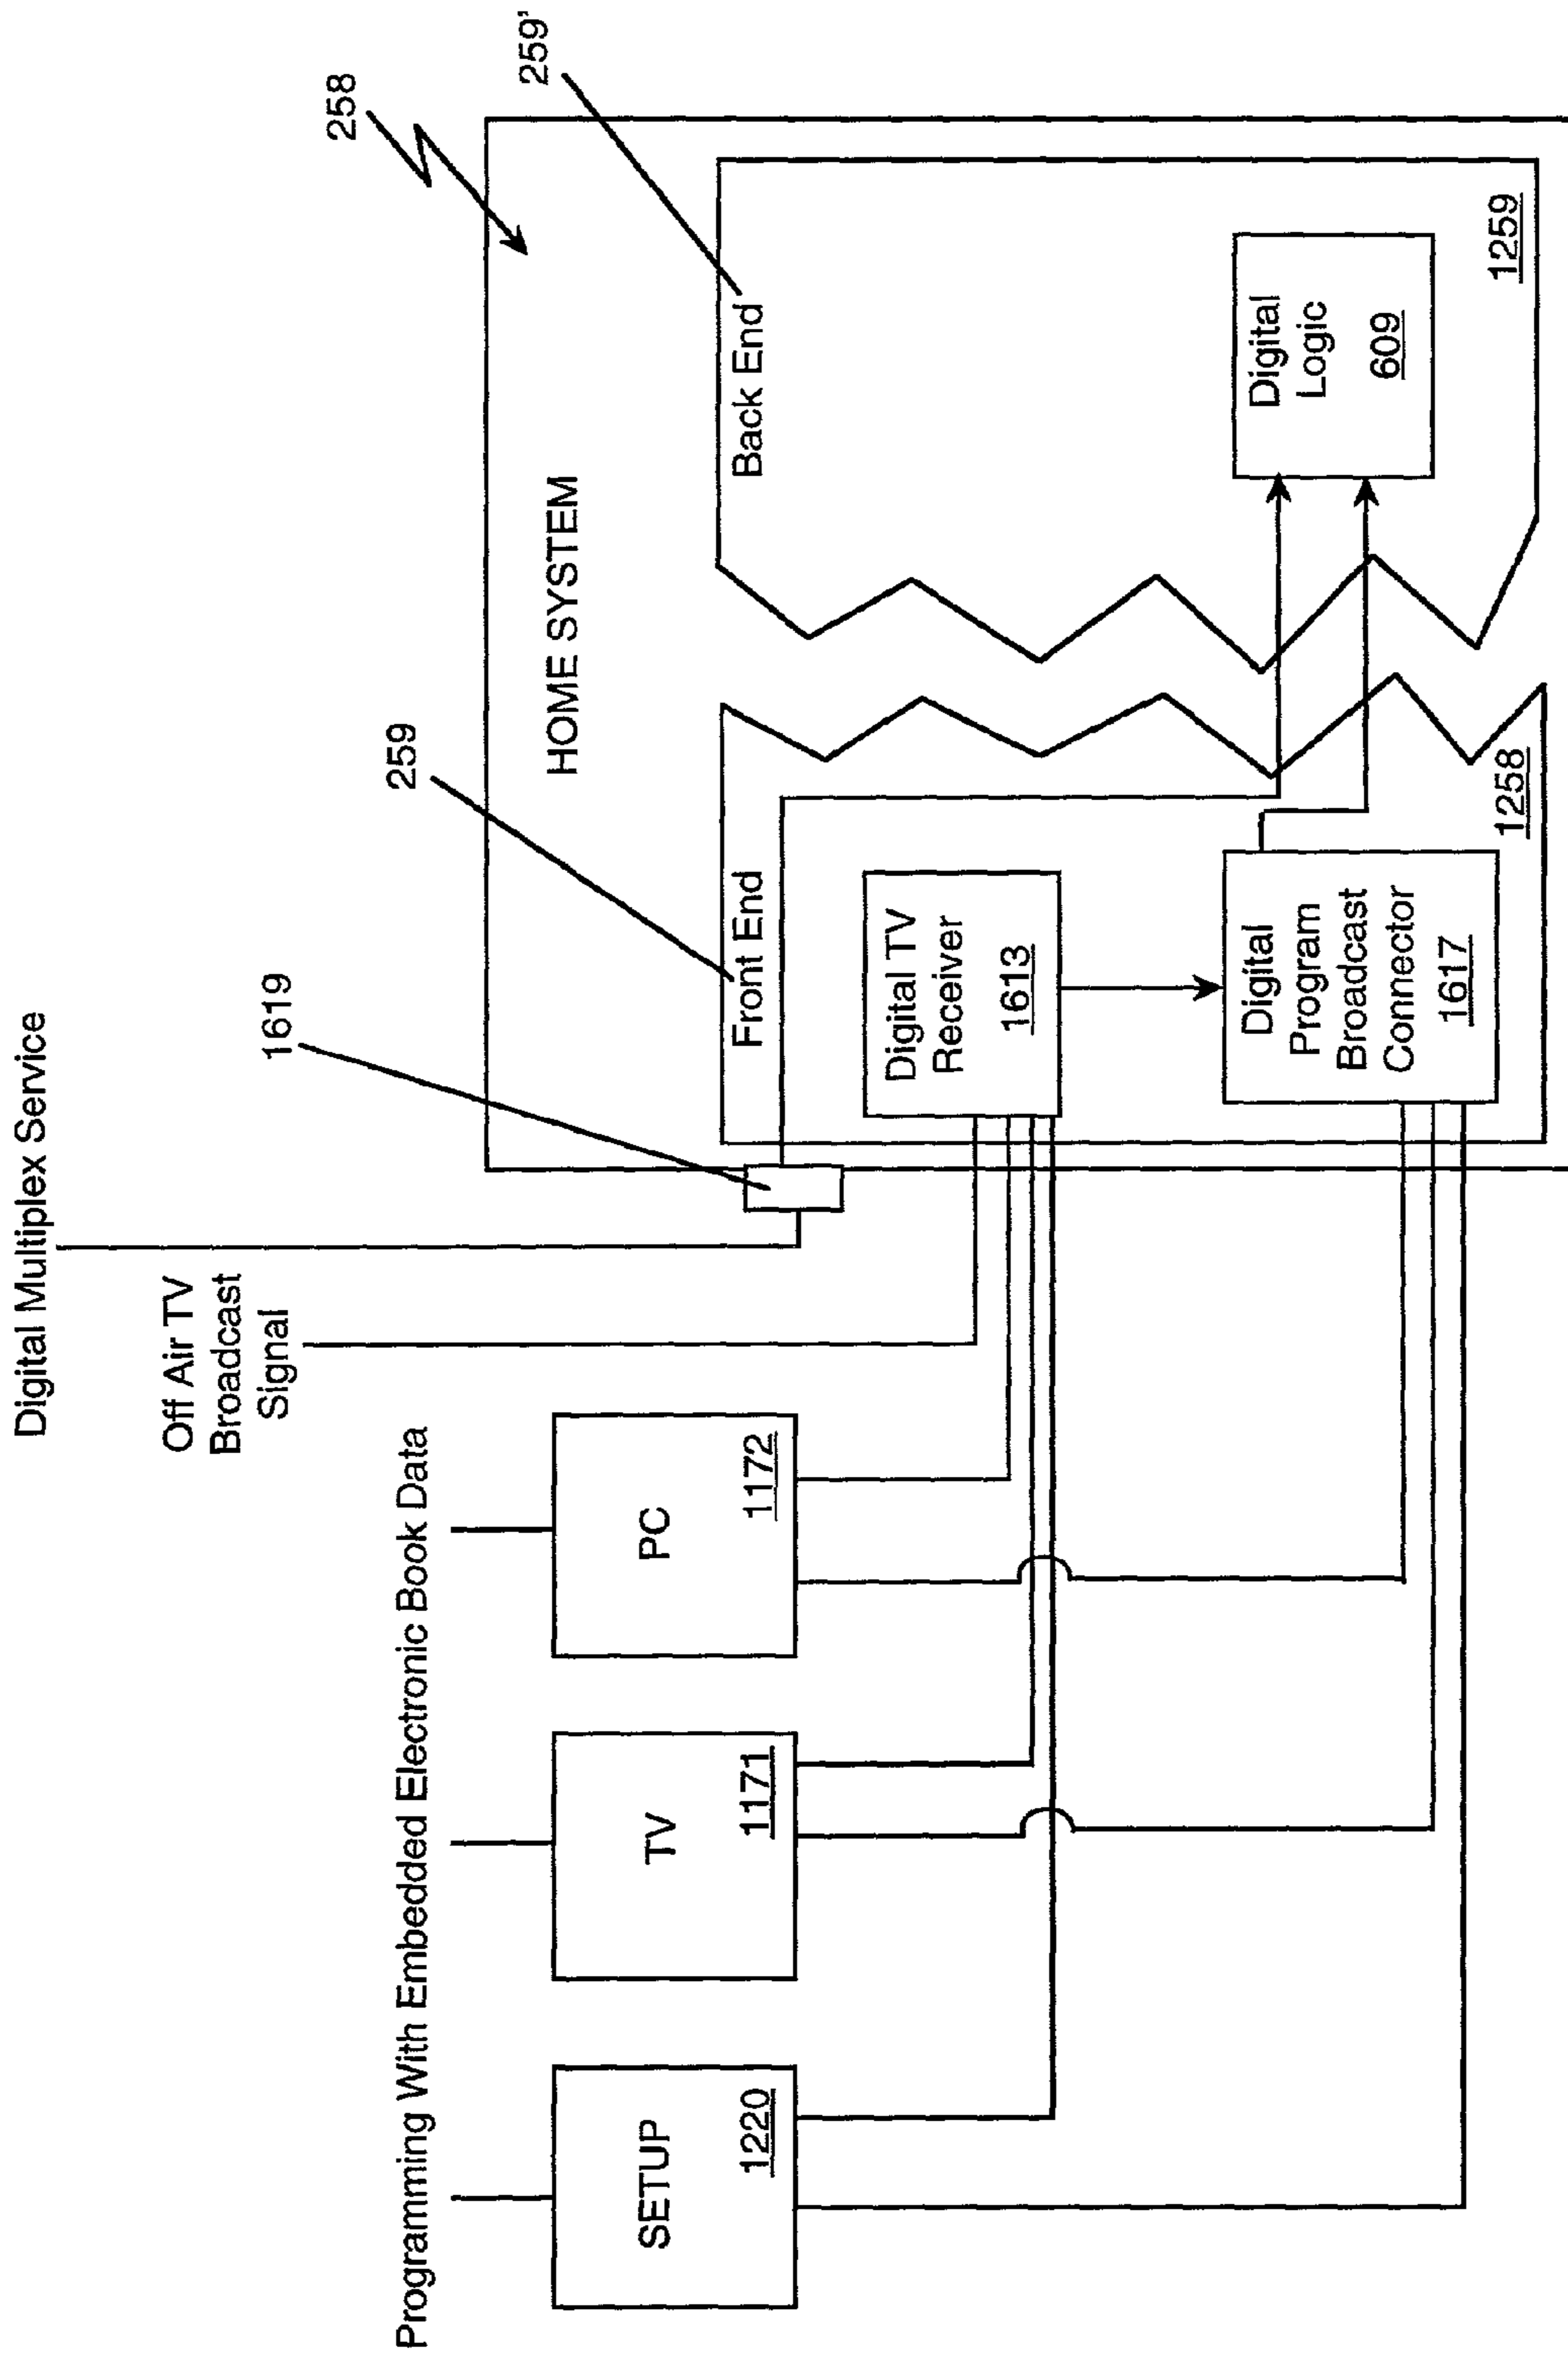 Digital Multiplex Service
Off Air TV
Broadcast
Signal
Programming With Embedded Electronic Book Data
SETUP
1220
TV
1171
PC
1172
1619
259
258
259'
HOME SYSTEM
Front End
Digital TV
Receiver
1613
Digital
Program
Broadcast
Connector
1617
1258
Back End
Digital
Logic
609
1259